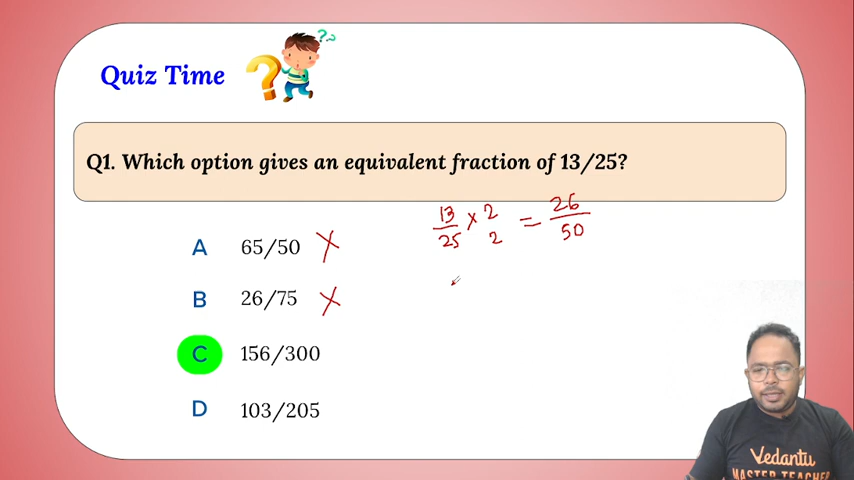 Quiz Time
Q1. Which option gives an equivalent fraction of 13/25?
13/25 × 2/2 = 26/50
A 65/50 X
B 26/75 X
C 156/300
D 103/205
Vedantu
MASTER TEACHER